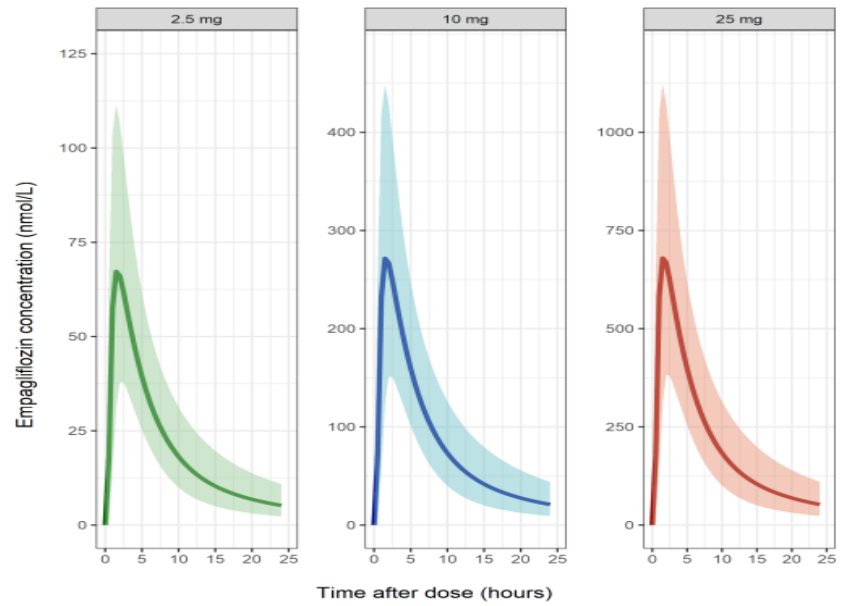 2.5 mg
10 mg
25 mg
Empagliflozin concentration (nmol/L)
125
100
75
50
25
0
400
300
200
100
0
1000
750
500
250
0
0 5 10 15 20 25
0 5 10 15 20 25
0 5 10 15 20 25
Time after dose (hours)